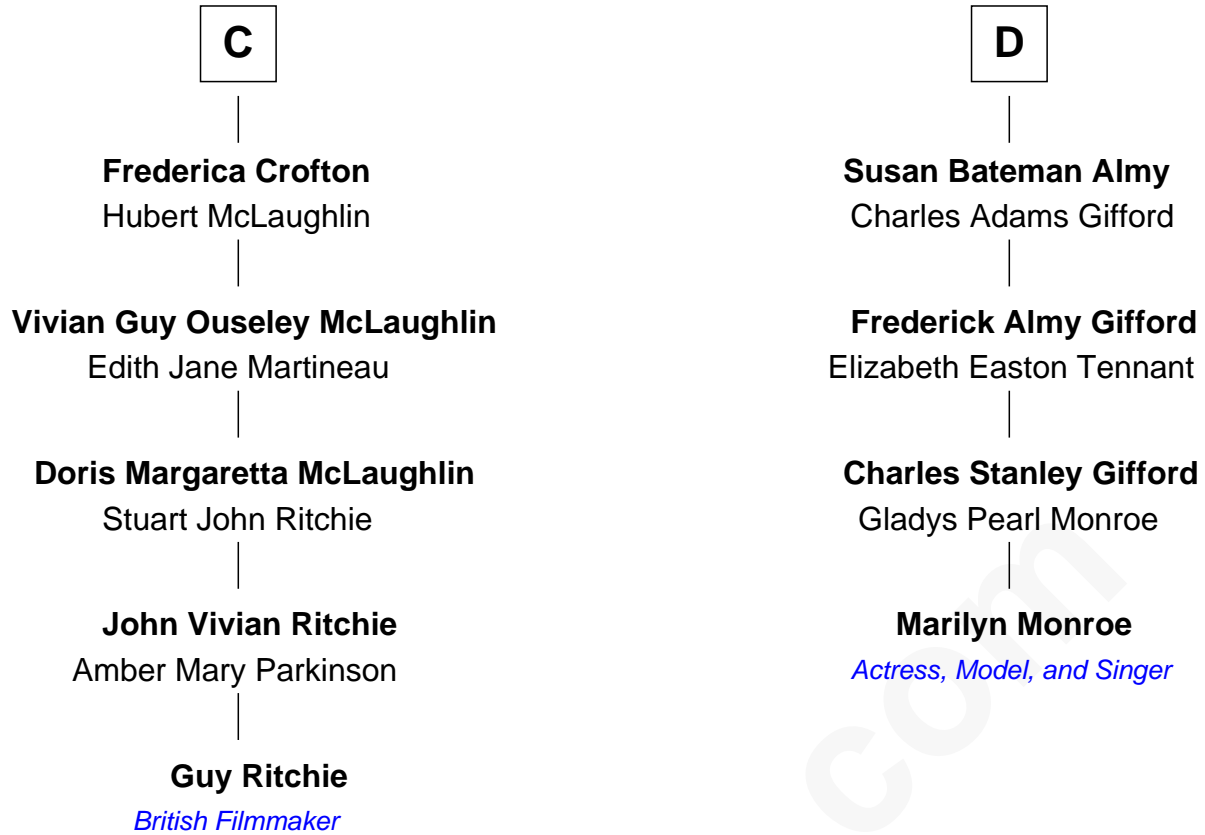 C
Frederica Crofton
Hubert McLaughlin
Vivian Guy Ouseley McLaughlin
Edith Jane Martineau
Doris Margaretta McLaughlin
Stuart John Ritchie
John Vivian Ritchie
Amber Mary Parkinson
Guy Ritchie
British Filmmaker
D
Susan Bateman Almy
Charles Adams Gifford
Frederick Almy Gifford
Elizabeth Easton Tennant
Charles Stanley Gifford
Gladys Pearl Monroe
Marilyn Monroe
Actress, Model, and Singer
com